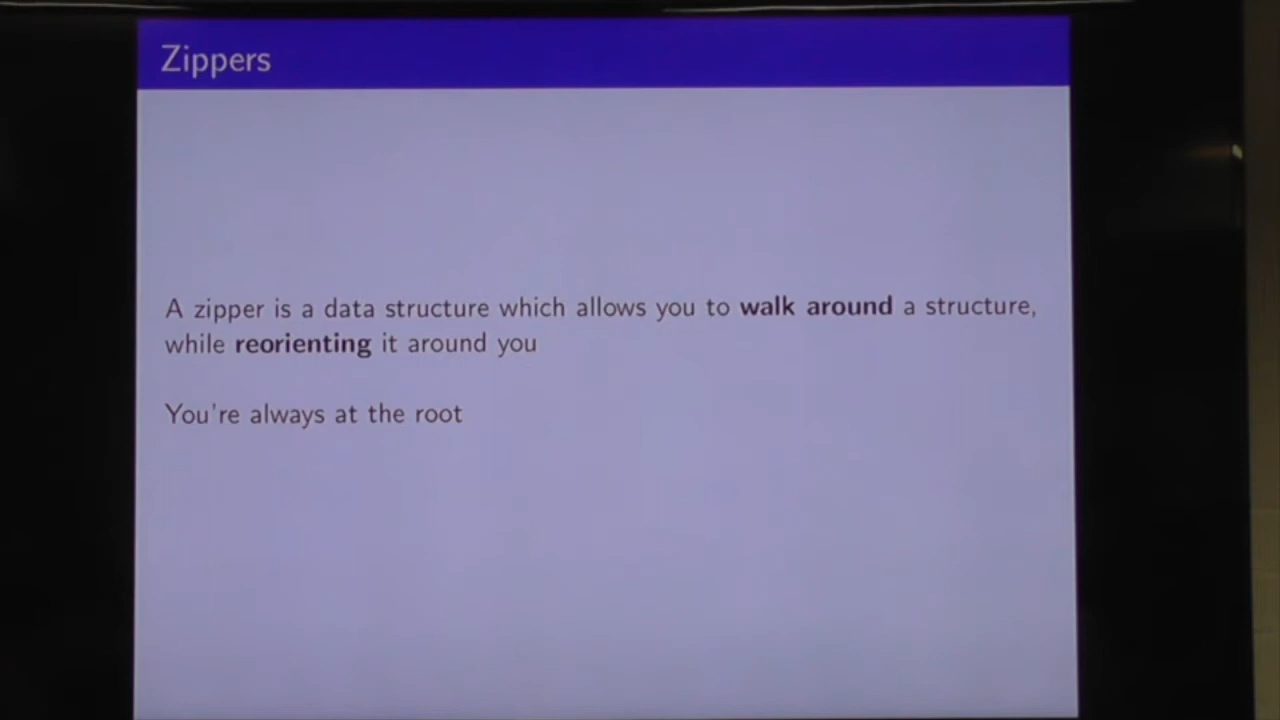 Zippers
A zipper is a data structure which allows you to walk around a structure,
while reorienting it around you
You're always at the root